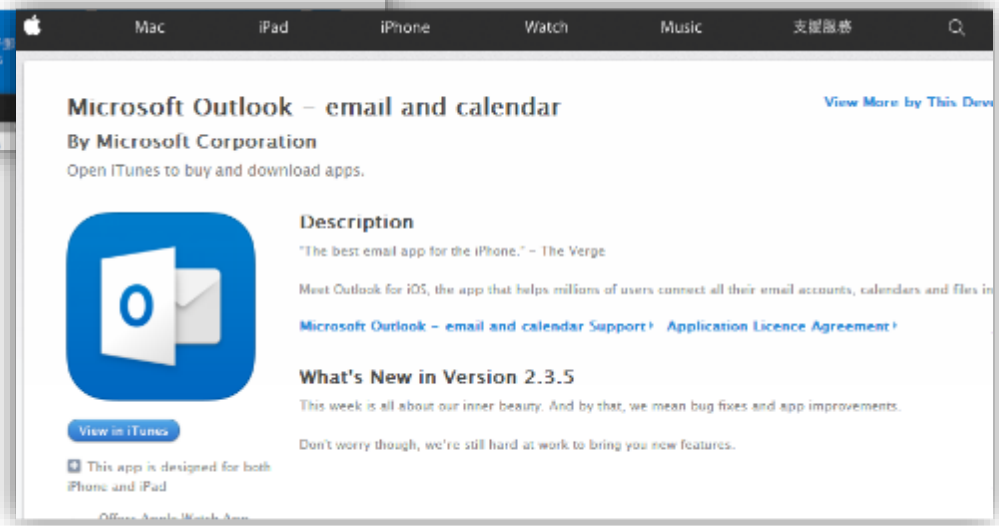 Mac iPad iPhone Watch Music 支援服務
Microsoft Outlook – email and calendar
View More by This Deve
By Microsoft Corporation
Open iTunes to buy and download apps.
Description
"The best email app for the iPhone." – The Verge
Meet Outlook for iOS, the app that helps millions of users connect all their email accounts, calendars and files in
Microsoft Outlook – email and calendar Support Application Licence Agreement
What's New in Version 2.3.5
This week is all about our inner beauty. And by that, we mean bug fixes and app improvements.
Don't worry though, we're still hard at work to bring you new features.
View in iTunes
This app is designed for both
iPhone and iPad
Offers Apple Watch App